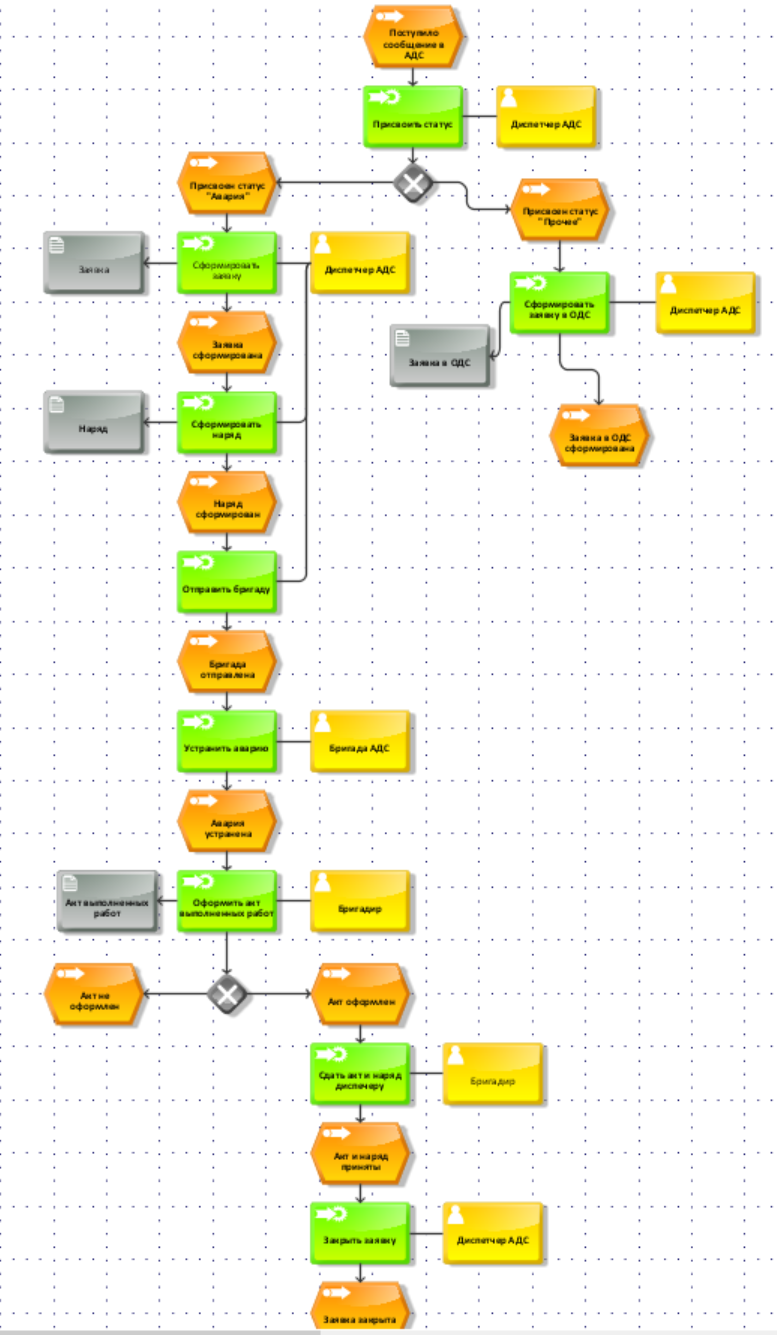 Поступило
сообщение в
АДС
Присвоить статус
Диспетчер АДС
Присвоен статус
"Авария"
Присвоен статус
"Прочее"
Заявка
Сформировать
заявку
Диспетчер АДС
Сформировать
заявку в ОДС
Диспетчер АДС
Заявка
сформирована
Заявка в ОДС
Наряд
Сформировать
наряд
Заявка в ОДС
сформирована
Наряд
сформирован
Отправить бригаду
Бригада
отправлена
Устранить аварию
Бригада АДС
Авария
устранена
Акт выполненных
работ
Оформить акт
выполненных работ
Бригадир
Акт не
оформлен
Акт оформлен
Сдать акт и наряд
диспечеру
Бригадир
Акт и наряд
приняты
Закрыть заявку
Диспетчер АДС
Заявка закрыта